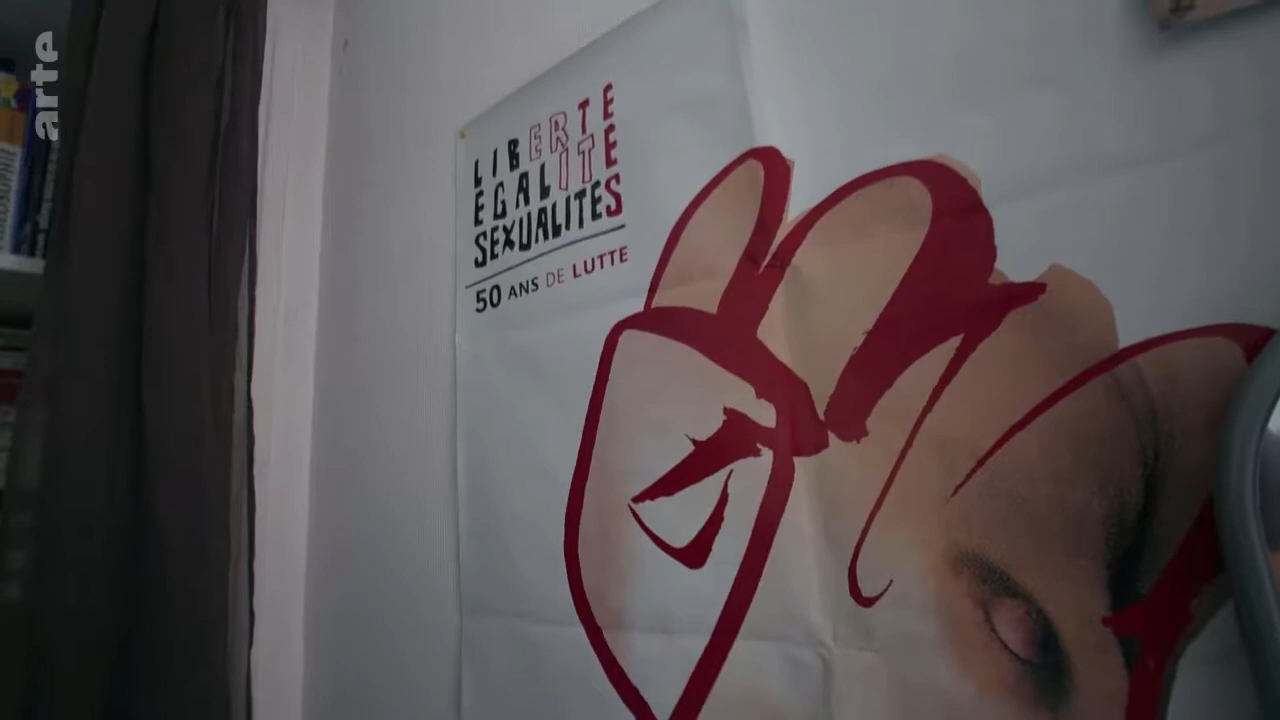 arte
LIBERTE
EGALITE
SEXUALITES
50 ANS DE LUTTE